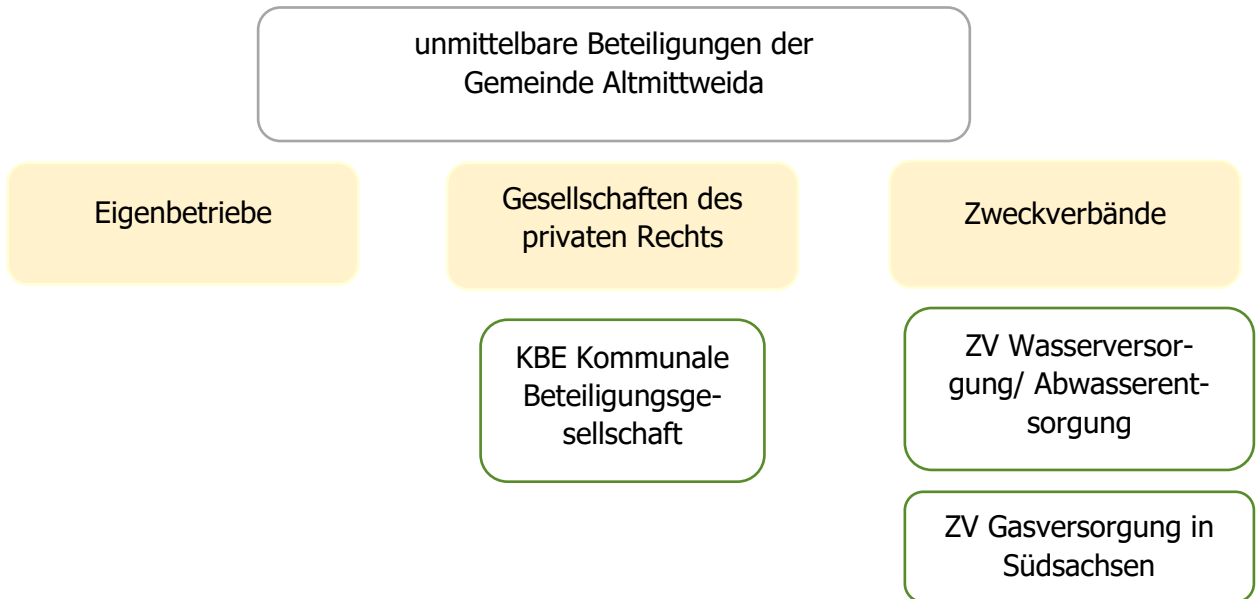 unmittelbare Beteiligungen der
Gemeinde Altmittweida
Eigenbetriebe
Gesellschaften des
privaten Rechts
Zweckverbände
KBE Kommunale
Beteiligungsge-
sellschaft
ZV Wasserversor-
gung/ Abwasserent-
sorgung
ZV Gasversorgung in
Südsachsen